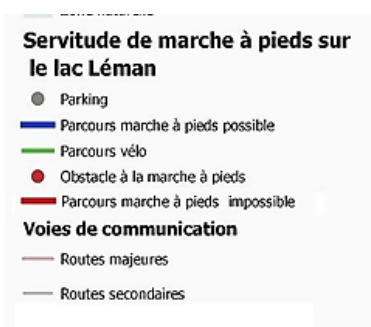 Servitude de marche à pieds sur
le lac Léman
Parking
Parcours marche à pieds possible
Parcours vélo
Obstacle à la marche à pieds
Parcours marche à pieds impossible
Voies de communication
Routes majeures
Routes secondaires